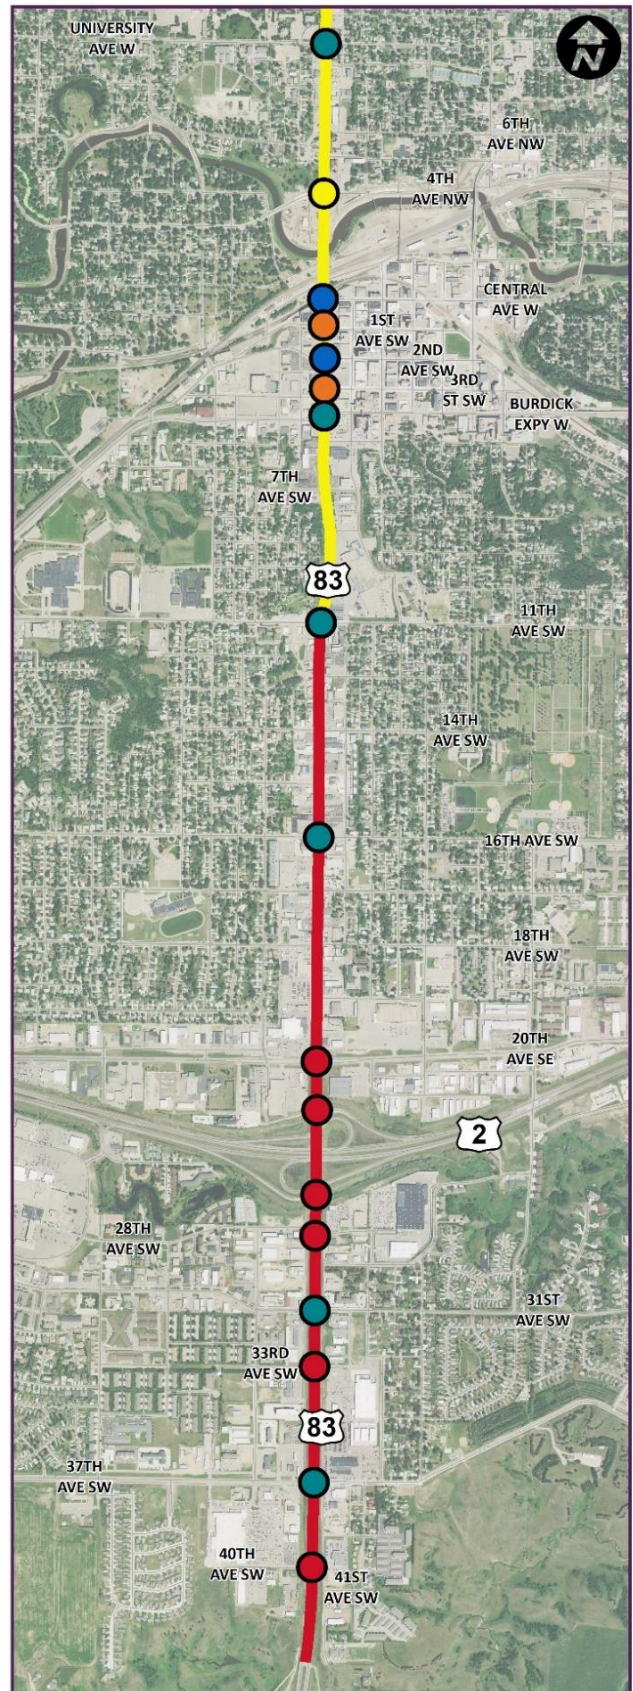 UNIVERSITY
AVE W
N
6TH
AVE NW
4TH
AVE NW
CENTRAL
AVE W
1ST
AVE SW
2ND
AVE SW
3RD
ST SW
BURDICK
EXPY W
7TH
AVE SW
83
11TH
AVE SW
14TH
AVE SW
16TH AVE SW
18TH
AVE SW
20TH
AVE SE
2
28TH
AVE SW
31ST
AVE SW
33RD
AVE SW
83
37TH
AVE SW
40TH
AVE SW
41ST
AVE SW